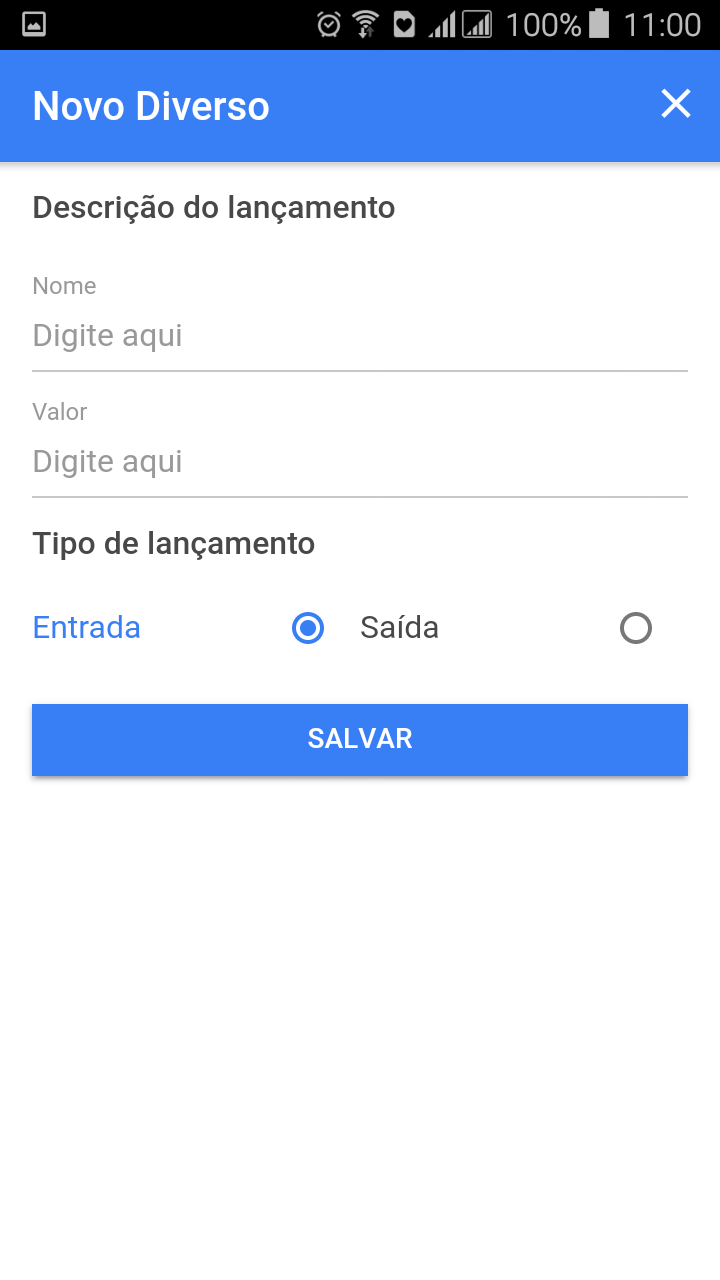 100% 11:00
Novo Diverso
Descrição do lançamento
Nome
Digite aqui
Valor
Digite aqui
Tipo de lançamento
Entrada Saída
SALVAR